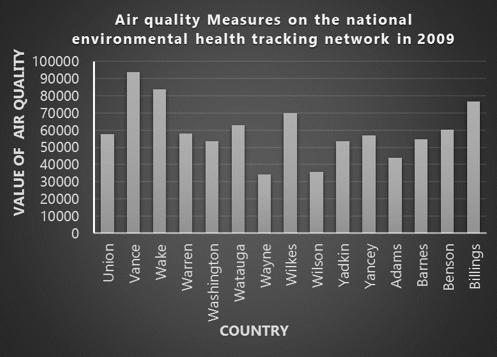 Air quality Measures on the national
environmental health tracking network in 2009
VALUE OF AIR QUALITY
100000
90000
80000
70000
60000
50000
40000
30000
20000
10000
0
Union
Vance
Wake
Warren
Washington
Watauga
Wayne
Wilkes
Wilson
Yadkin
Yancey
Adams
Barnes
Benson
Billings
COUNTRY